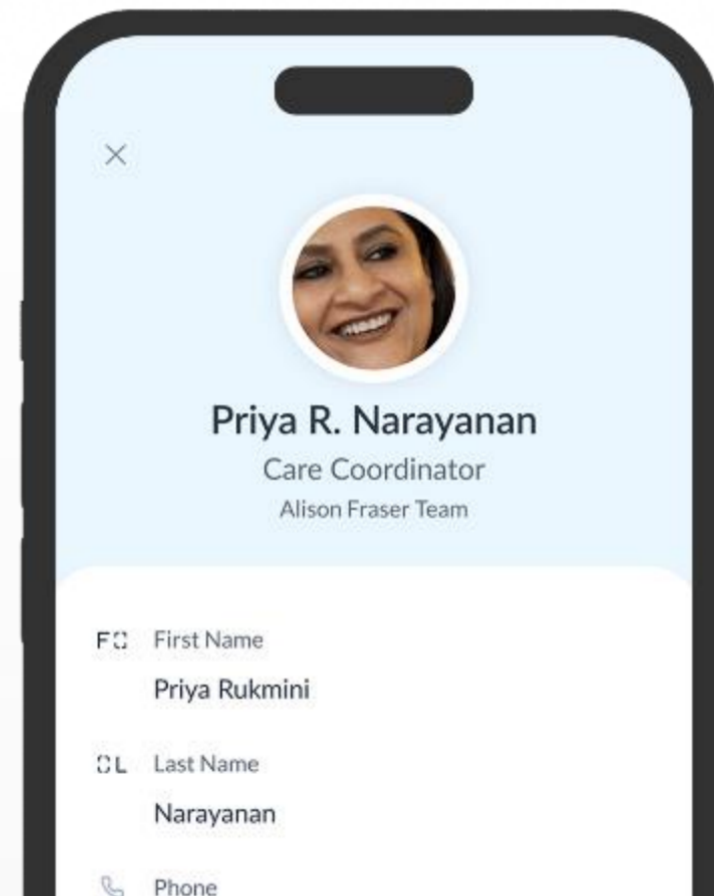 Priya R. Narayanan
Care Coordinator
Alison Fraser Team
First Name
Priya Rukmini
Last Name
Narayanan
Phone